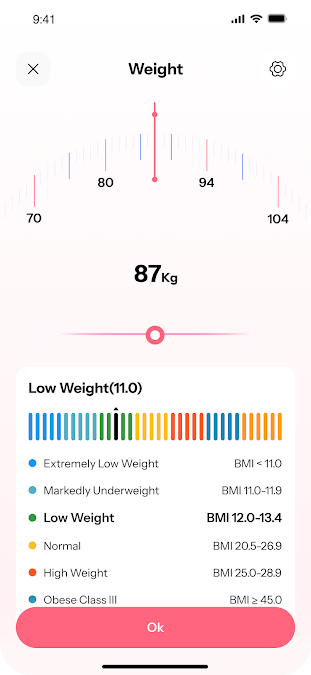 9:41
Weight
80 94
70 104
87Kg
Low Weight(11.0)
Extremely Low Weight BMI < 11.0
Markedly Underweight BMI 11.0-11.9
Low Weight BMI 12.0-13.4
Normal BMI 20.5-26.9
High Weight BMI 25.0-28.9
Obese Class III BMI ≥ 45.0
Ok